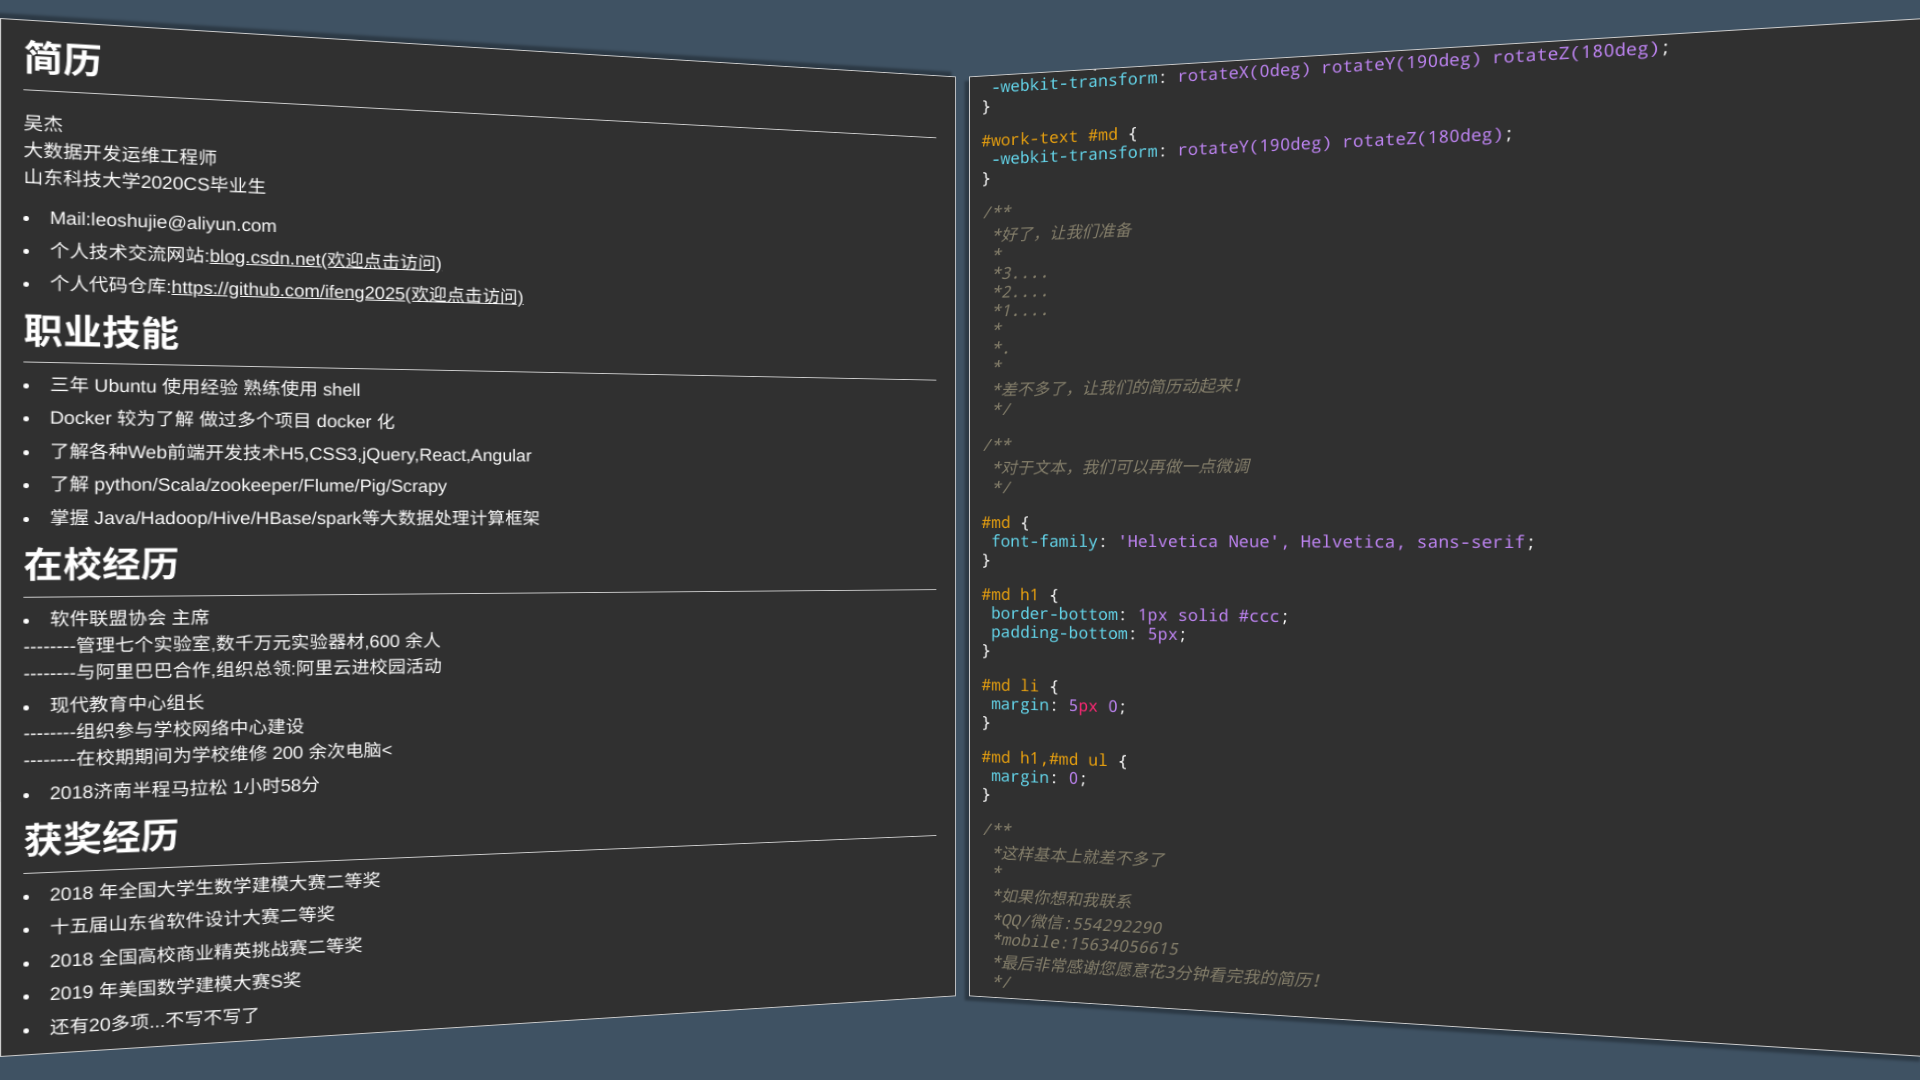 简历
吴杰
大数据开发运维工程师
山东科技大学2020CS毕业生
• Mail:leoshujie@aliyun.com
• 个人技术交流网站:blog.csdn.net(欢迎点击访问)
• 个人代码仓库:https://github.com/ifeng2025(欢迎点击访问)
职业技能
• 三年 Ubuntu 使用经验 熟练使用 shell
• Docker 较为了解 做过多个项目 docker 化
• 了解各种Web前端开发技术H5,CSS3,jQuery,React,Angular
• 了解 python/Scala/zookeeper/Flume/Pig/Scrapy
• 掌握 Java/Hadoop/Hive/HBase/spark等大数据处理计算框架
在校经历
• 软件联盟协会 主席
--------管理七个实验室,数千万元实验器材,600 余人
--------与阿里巴巴合作,组织总领:阿里云进校园活动
• 现代教育中心组长
--------组织参与学校网络中心建设
--------在校期期间为学校维修 200 余次电脑<
• 2018济南半程马拉松 1小时58分
获奖经历
• 2018 年全国大学生数学建模大赛二等奖
• 十五届山东省软件设计大赛二等奖
• 2018 全国高校商业精英挑战赛二等奖
• 2019 年美国数学建模大赛S奖
• 还有20多项...不写不写了
-webkit-transform: rotateX(0deg) rotateY(190deg) rotateZ(180deg);
}
#work-text #md {
-webkit-transform: rotateY(190deg) rotateZ(180deg);
}
/**
*好了，让我们准备
*
*3....
*2....
*1....
*
*.
*
*差不多了，让我们的简历动起来！
*/
/**
*对于文本，我们可以再做一点微调
*/
#md {
font-family: 'Helvetica Neue', Helvetica, sans-serif;
}
#md h1 {
border-bottom: 1px solid #ccc;
padding-bottom: 5px;
}
#md li {
margin: 5px 0;
}
#md h1,#md ul {
margin: 0;
}
/**
*这样基本上就差不多了
*
*如果你想和我联系
*QQ/微信:554292290
*mobile:15634056615
*最后非常感谢您愿意花3分钟看完我的简历！
*/